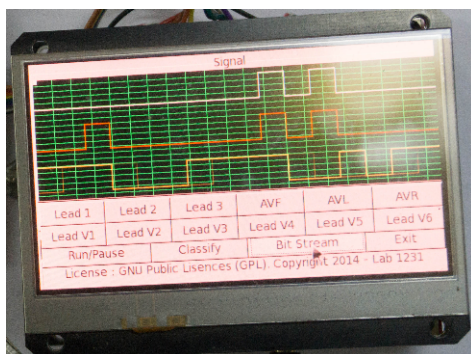 Signal
Lead 1 Lead 2 Lead 3 AVF AVL AVR
Lead V1 Lead V2 Lead V3 Lead V4 Lead V5 Lead V6
Run/Pause Classify Bit Stream Exit
License : GNU Public Lisences (GPL). Copyright 2014 - Lab 1231